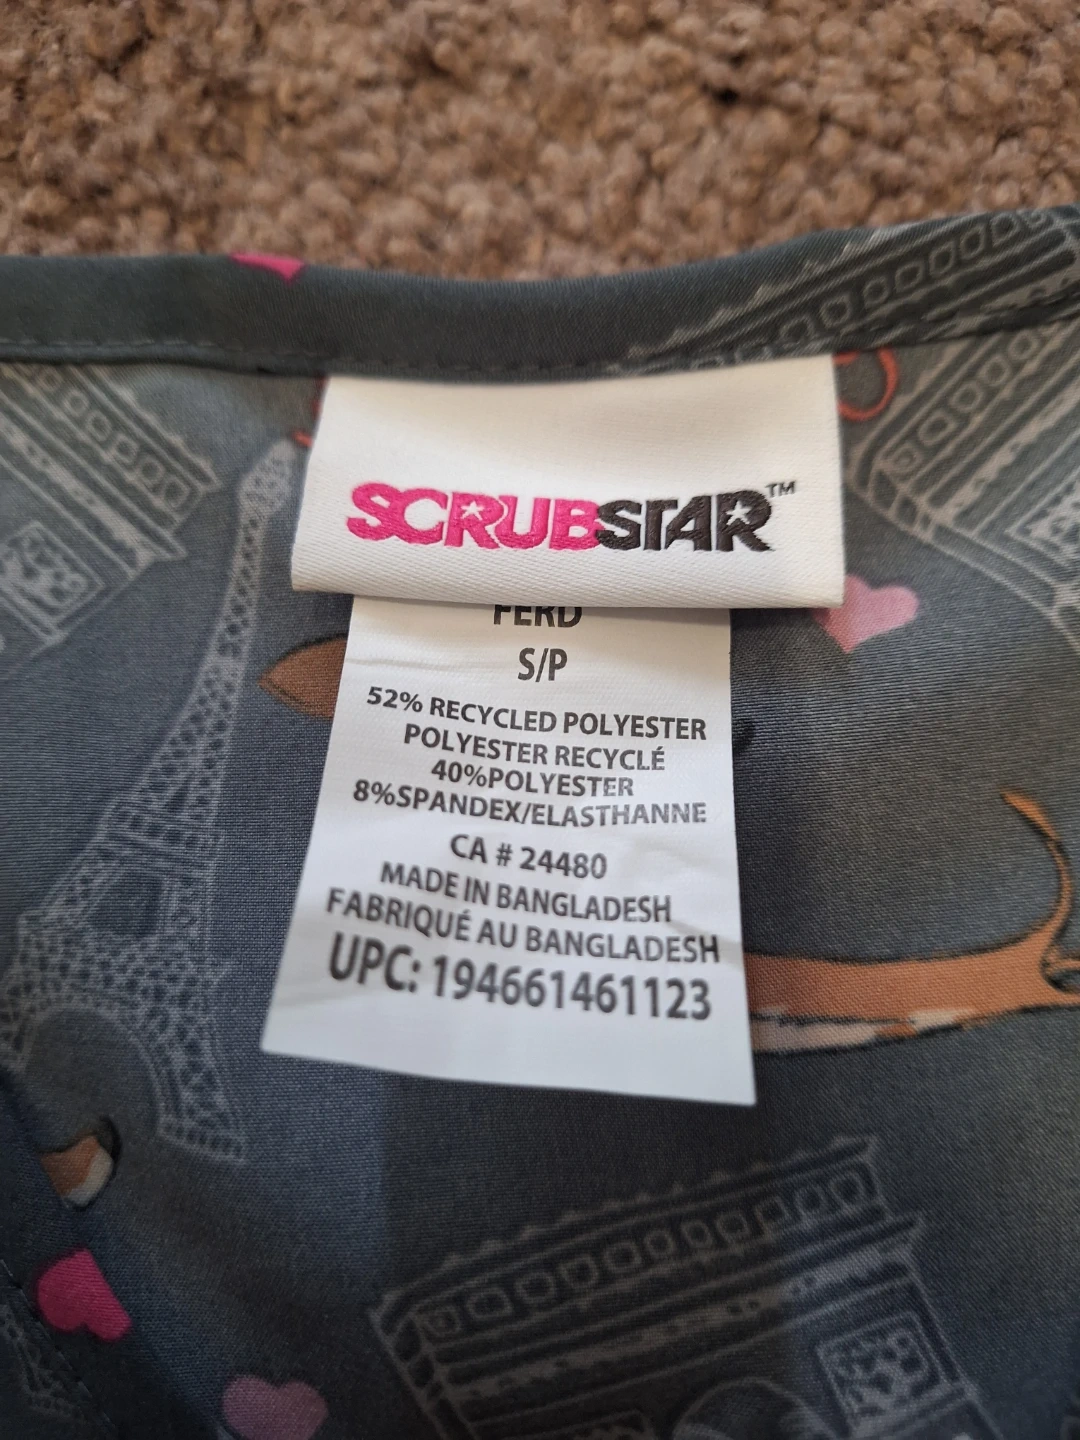 SCRUBSTAR™
FERD
S/P
52% RECYCLED POLYESTER
POLYESTER RECYCLÉ
40%POLYESTER
8%SPANDEX/ELASTHANNE
CA # 24480
MADE IN BANGLADESH
FABRIQUÉ AU BANGLADESH
UPC: 194661461123